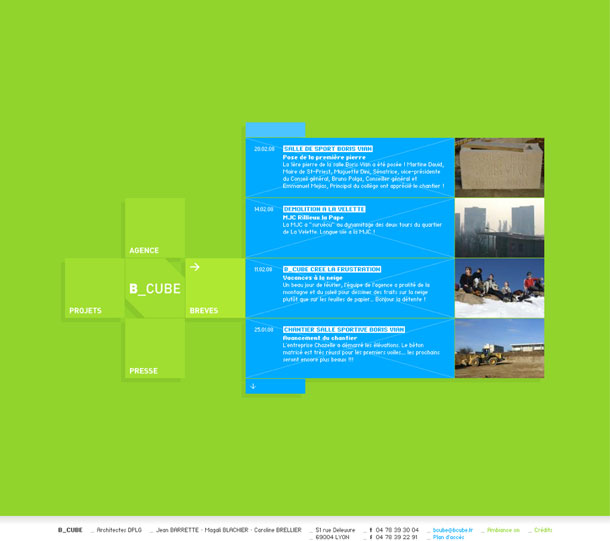 20.02.08 SALLE DE SPORT BORIS VIAN
Pose de la première pierre
La 1ère pierre de la salle Boris Vian a été posée ! Martine David,
Maire de St-Priest, Maguette Dini, Sénatrice, vice-présidente
du Conseil général, Bruno Polga, Conseiller général et
Emmanuel Mejias, Principal du collège ont apprécié le chantier !
14.02.08 DEMOLITION A LA VELETTE
MJC Rillieux la Pape
La MJC a "survécu" au dynamitage des deux tours du quartier
de La Velette. Longue vie à la MJC !
AGENCE
11.02.08 B_CUBE CREE LA FRUSTRATION
Vacances à la neige
Un beau jour de février, l'équipe de l'agence a profité de la
montagne et du soleil pour dessiner des traits sur la neige
plutôt que sur les feuilles de papier... Bonjour la détente !
B_CUBE
PROJETS
BREVES
25.01.08 CHANTIER SALLE SPORTIVE BORIS VIAN
Avancement du chantier
L'entreprise Chazelle a démarré les élévations. Le béton
matricé est très réussi pour les premiers voiles... les prochains
seront encore plus beaux !!!
PRESSE
B_CUBE _ Architectes DPLG _ Jean BARRETTE - Magali BLACHIER - Caroline BRELLIER _ 51 rue Deleuvre _ t 04 78 39 30 04 _ bcube@bcube.fr _ Ambiance on _ Crédits
_ 69004 LYON _ f 04 78 39 22 91 _ Plan d'accès